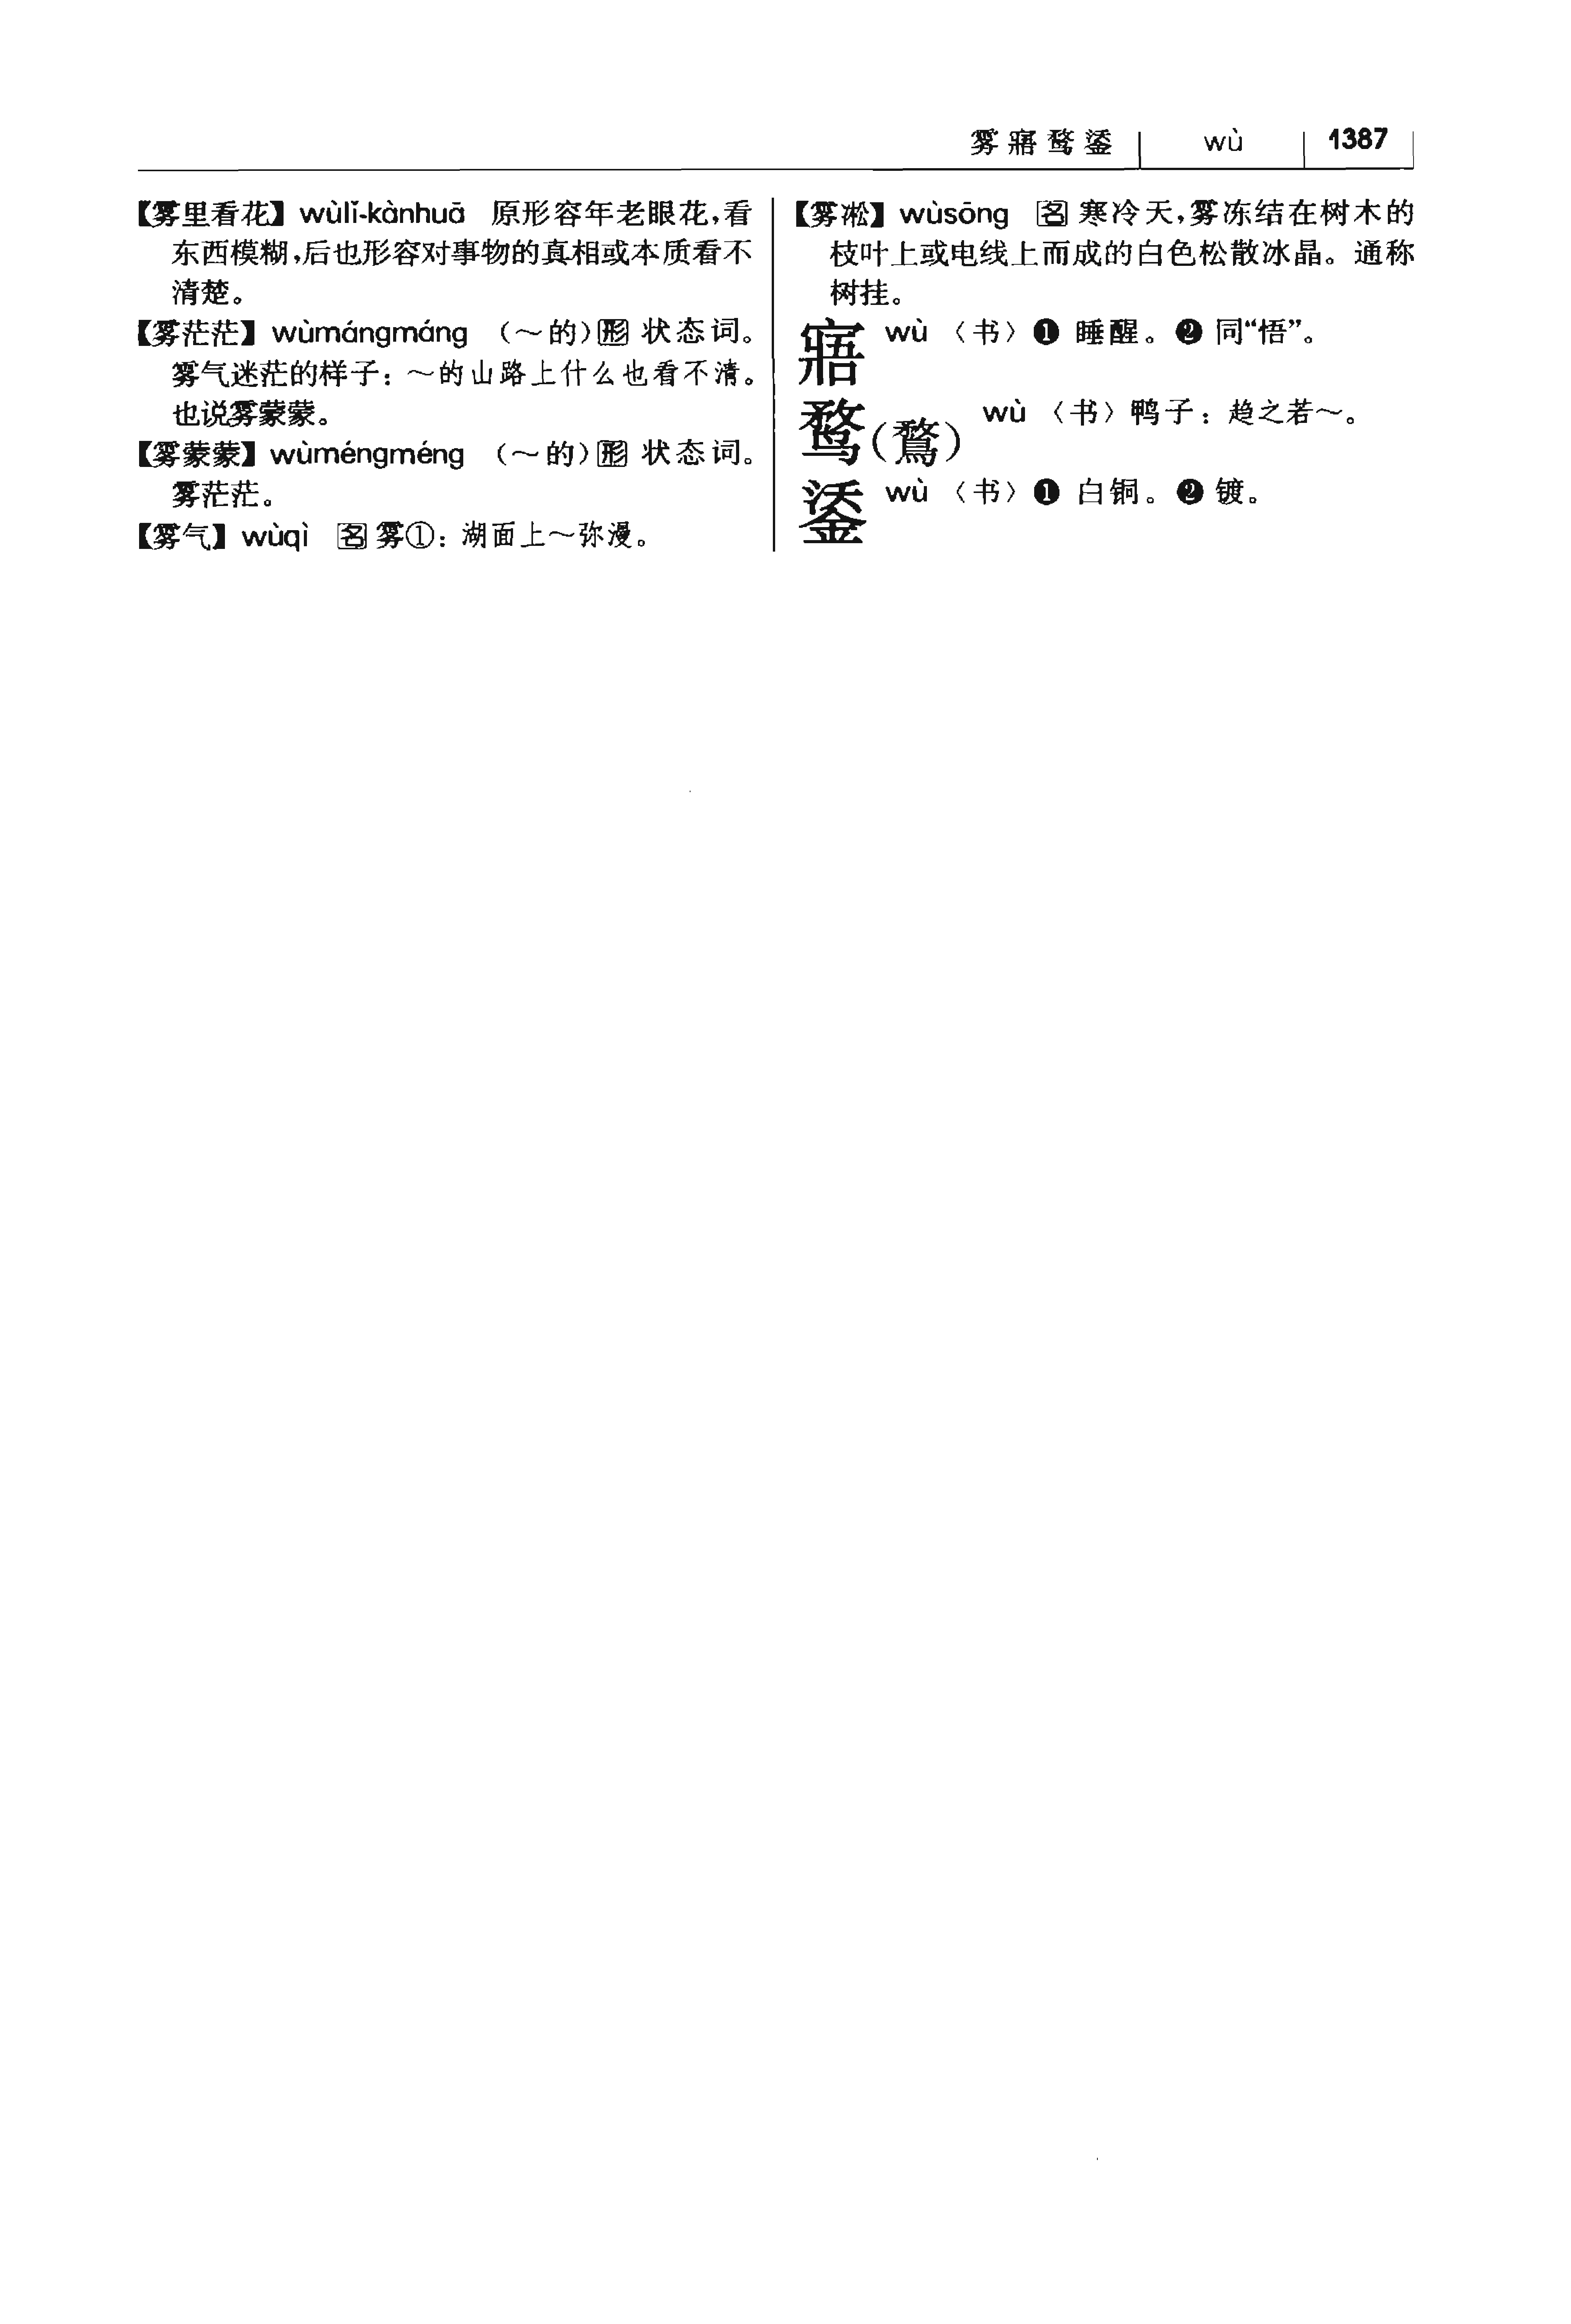 雾寤鹜鋈 wù 1387
【雾里看花】 wùlǐ-kànhuā 原形容年老眼花,看
东西模糊,后也形容对事物的真相或本质看不
清楚。
【雾茫茫】 wùmángmáng (～的)形 状态词。
雾气迷茫的样子:～的山路上什么也看不清。
也说雾蒙蒙。
【雾蒙蒙】 wùméngméng (～的)形 状态词。
雾茫茫。
【雾气】 wùqì 名 雾①:湖面上～弥漫。
【雾凇】 wùsōng 名 寒冷天,雾冻结在树木的
枝叶上或电线上而成的白色松散冰晶。通称
树挂。
寤 wù 〈书〉❶ 睡醒。❷ 同“悟”。
鹜(鶩) wù 〈书〉鸭子:趋之若～。
鋈 wù 〈书〉❶ 白铜。❷ 镀。